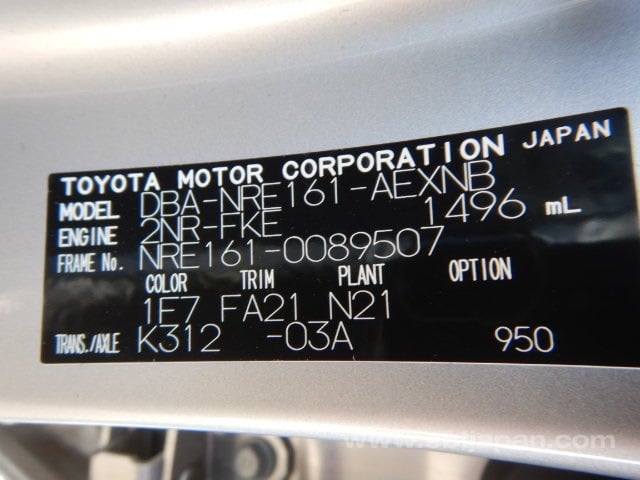 TOYOTA MOTOR CORPORATION JAPAN
MODEL DBA-NRE161-AEXNB
ENGINE 2NR-FKE 1496 mL
FRAME No. NRE161-0089507
COLOR TRIM PLANT OPTION
1F7 FA21 N21
TRANS./AXLE K312 -03A 950